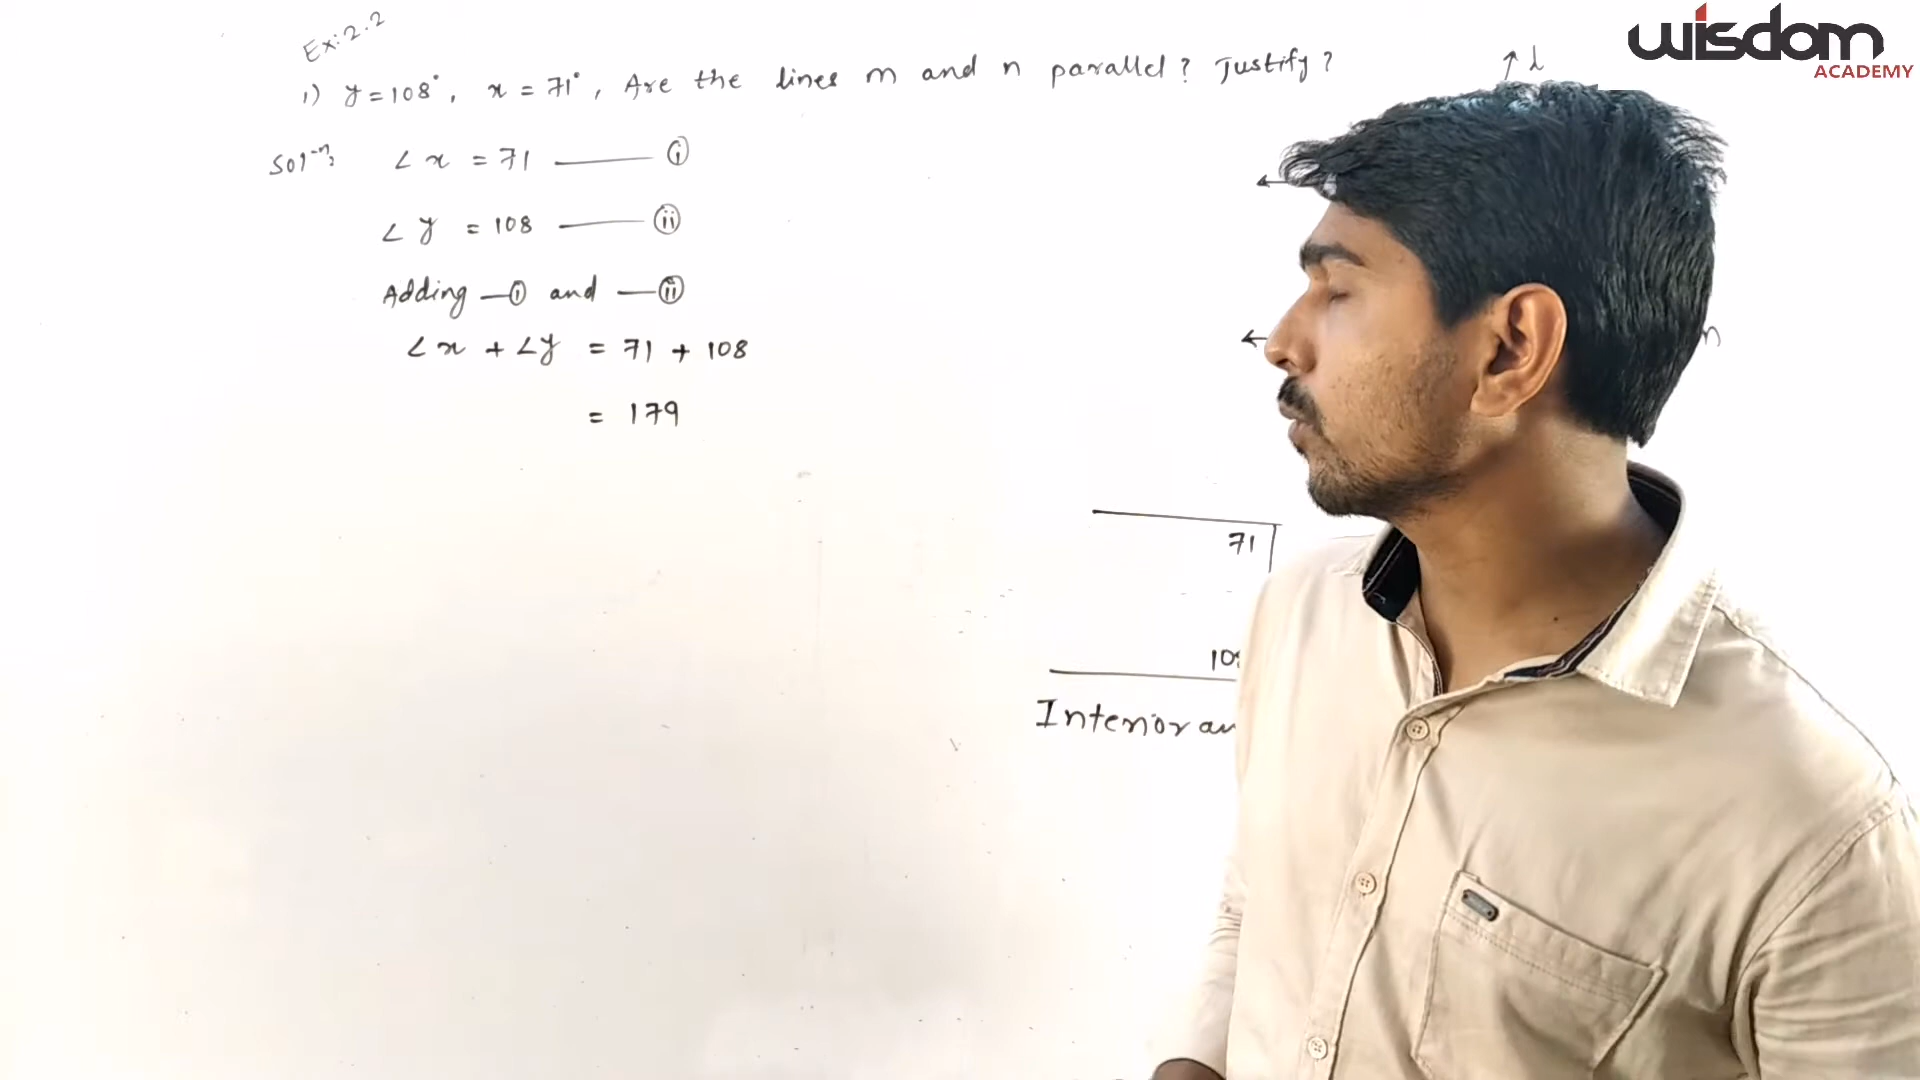 Ex:2.2
1) y=108°, x=71°, Are the lines m and n parallel? Justify?
Sol-n:
∠x = 71 —— (i)
∠y = 108 —— (ii)
Adding —(i) and —(ii)
∠x + ∠y = 71 + 108
= 179
l
n
71
Interior
wisdom
ACADEMY